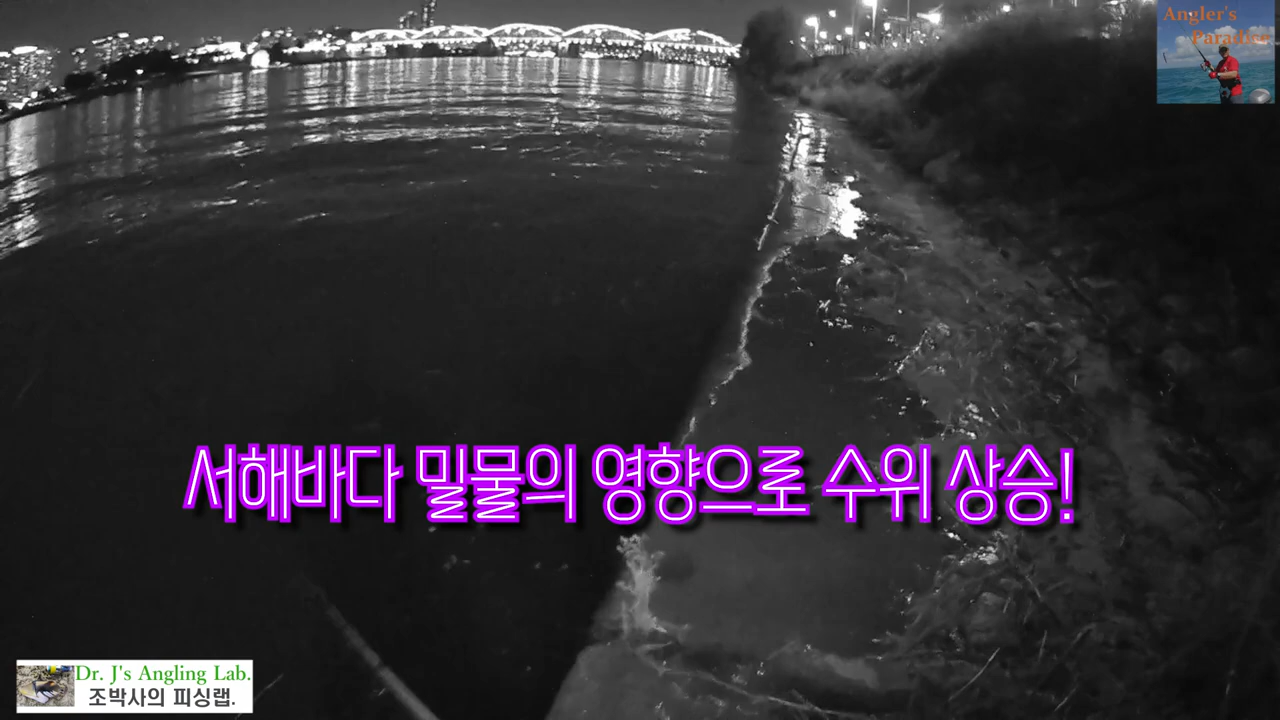 Angler's
Paradise
서해바다 밀물의 영향으로 수위 상승!
Dr. J's Angling Lab.
조박사의 피싱랩.